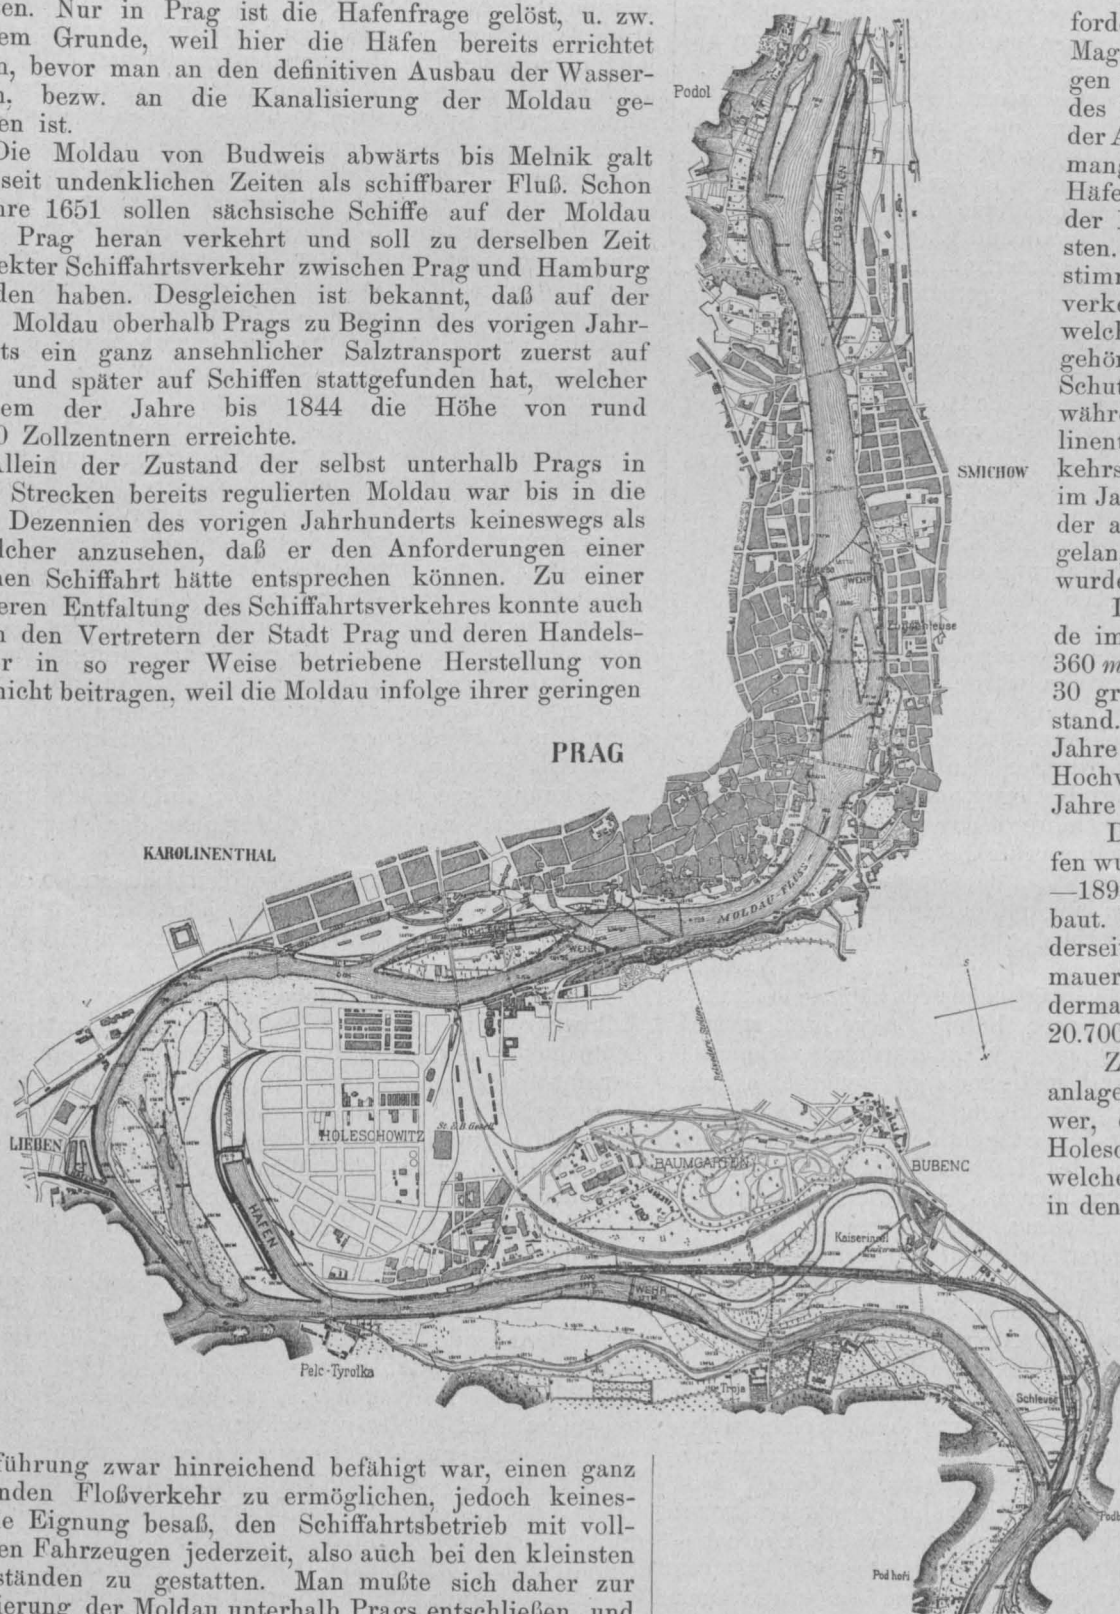 en. Nur in Prag ist die Hafenfrage gelöst, u. zw.
em Grunde, weil hier die Häfen bereits errichtet
n, bevor man an den definitiven Ausbau der Wasser-
n, bezw. an die Kanalisierung der Moldau ge-
en ist.
Die Moldau von Budweis abwärts bis Melnik galt
seit undenklichen Zeiten als schiffbarer Fluß. Schon
hre 1651 sollen sächsische Schiffe auf der Moldau
Prag heran verkehrt und soll zu derselben Zeit
ekter Schiffahrtsverkehr zwischen Prag und Hamburg
den haben. Desgleichen ist bekannt, daß auf der
Moldau oberhalb Prags zu Beginn des vorigen Jahr-
ts ein ganz ansehnlicher Salztransport zuerst auf
und später auf Schiffen stattgefunden hat, welcher
em der Jahre bis 1844 die Höhe von rund
0 Zollzentnern erreichte.
Allein der Zustand der selbst unterhalb Prags in
Strecken bereits regulierten Moldau war bis in die
Dezennien des vorigen Jahrhunderts keineswegs als
lcher anzusehen, daß er den Anforderungen einer
nen Schiffahrt hätte entsprechen können. Zu einer
eren Entfaltung des Schiffahrtsverkehres konnte auch
n den Vertretern der Stadt Prag und deren Handels-
r in so reger Weise betriebene Herstellung von
nicht beitragen, weil die Moldau infolge ihrer geringen
Podol
FLOSZ-HAFEN
SMICHOW
WEHR
PRAG
KAROLINENTHAL
MOLDAU-FLUSS
WEHR
S
N
LIEBEN
HOLESCHOWITZ
HAFEN
BAUMGARTEN
BUBENC
Kaiserinsel
WEHR
Pelc-Tyrolka
Troja
Schleuse
Podhoři
führung zwar hinreichend befähigt war, einen ganz
nden Floßverkehr zu ermöglichen, jedoch keines-
e Eignung besaß, den Schiffahrtsbetrieb mit voll-
en Fahrzeugen jederzeit, also auch bei den kleinsten
ständen zu gestatten. Man mußte sich daher zur
ierung der Moldau unterhalb Prags entschließen, und
ford
Mag
gen
des
der A
mang
Häfe
der
sten.
stimm
verke
welch
gehör
Schut
währe
linent
kehrs
im Ja
der a
gelan
wurde
de im
360 m
30 gr
stand.
Jahre
Hochw
Jahre
D
fen wu
—189
baut.
derseit
mauer
derma
20.700
Z
anlage
wer,
Holesc
welche
in den